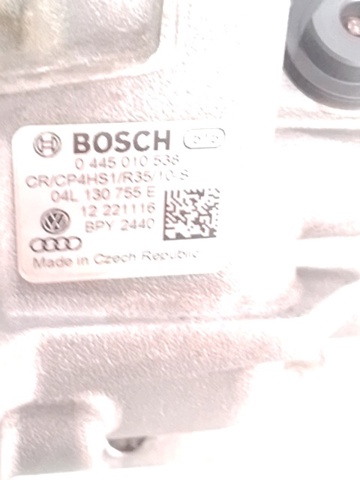 BOSCH
0 445 010 538
CR/CP4HS1/R35/10-S
04L 130 755 E
12 221116
BPY 2440
Made in Czech Republic